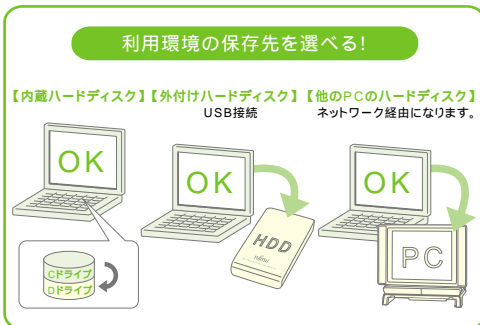 利用環境の保存先を選べる!
【内蔵ハードディスク】【外付けハードディスク】【他のPCのハードディスク】
USB接続
ネットワーク経由になります。
OK
OK
OK
HDD
FUJITSU
PC
Cドライブ
Dドライブ